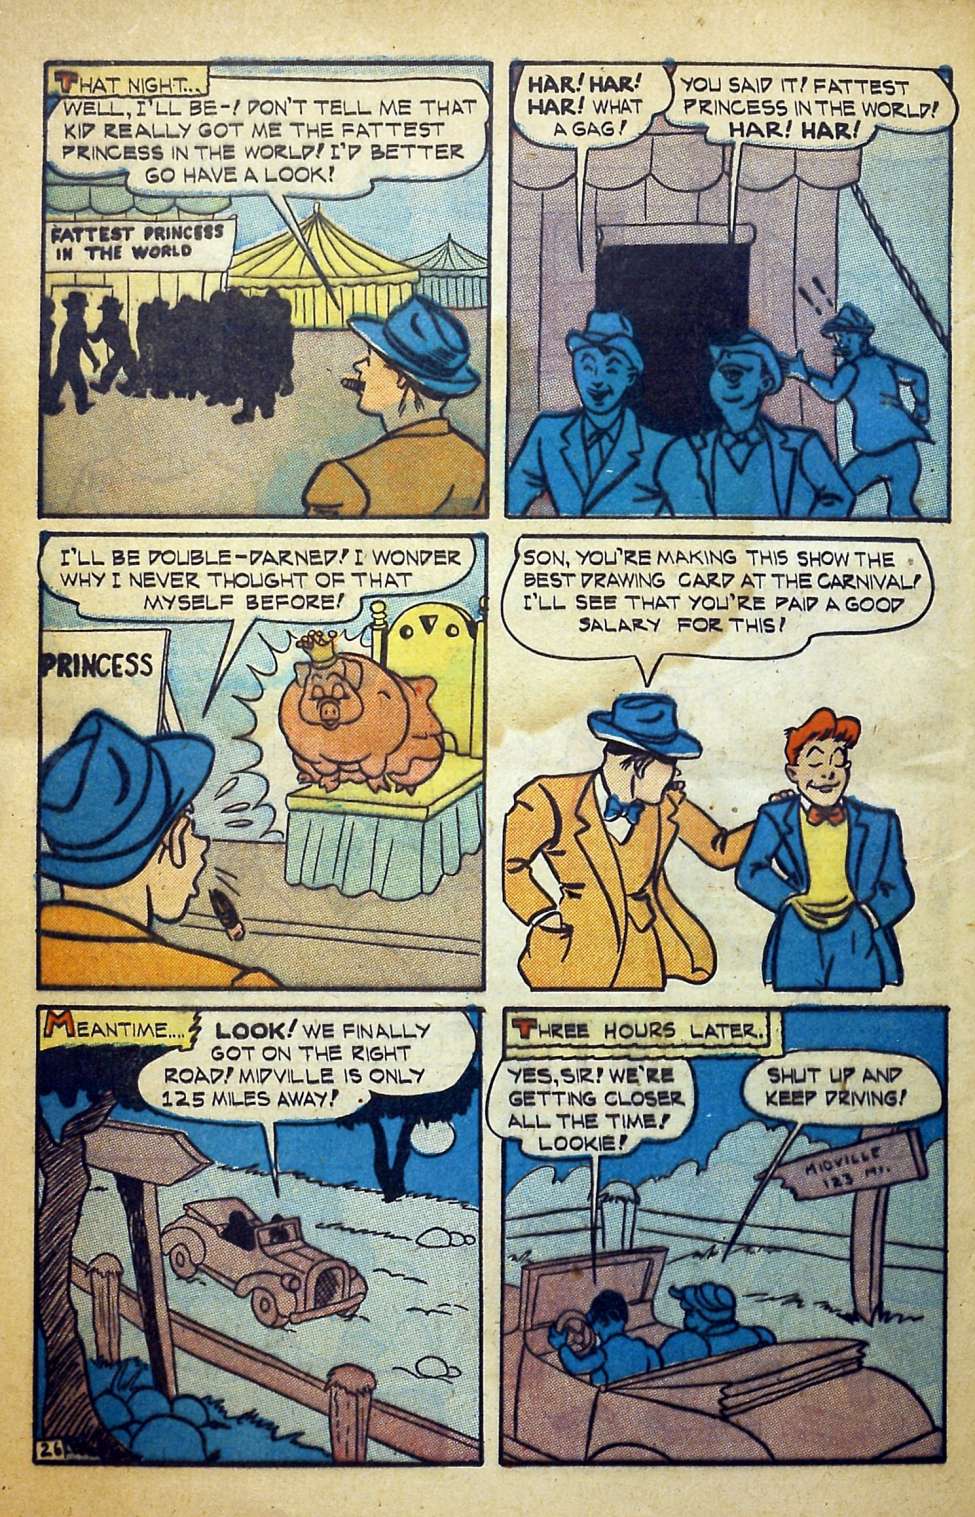 THAT NIGHT...
WELL, I'LL BE-! DON'T TELL ME THAT
KID REALLY GOT ME THE FATTEST
PRINCESS IN THE WORLD! I'D BETTER
GO HAVE A LOOK!
FATTEST PRINCESS
IN THE WORLD
HAR! HAR!
HAR! WHAT
A GAG!
YOU SAID IT! FATTEST
PRINCESS IN THE WORLD!
HAR! HAR!
I'LL BE DOUBLE-DARNED! I WONDER
WHY I NEVER THOUGHT OF THAT
MYSELF BEFORE!
PRINCESS
SON, YOU'RE MAKING THIS SHOW THE
BEST DRAWING CARD AT THE CARNIVAL!
I'LL SEE THAT YOU'RE PAID A GOOD
SALARY FOR THIS!
MEANTIME....
LOOK! WE FINALLY
GOT ON THE RIGHT
ROAD! MIDVILLE IS ONLY
125 MILES AWAY!
26
THREE HOURS LATER.
YES, SIR! WE'RE
GETTING CLOSER
ALL THE TIME!
LOOKIE!
SHUT UP AND
KEEP DRIVING!
MIDVILLE
123 MI.